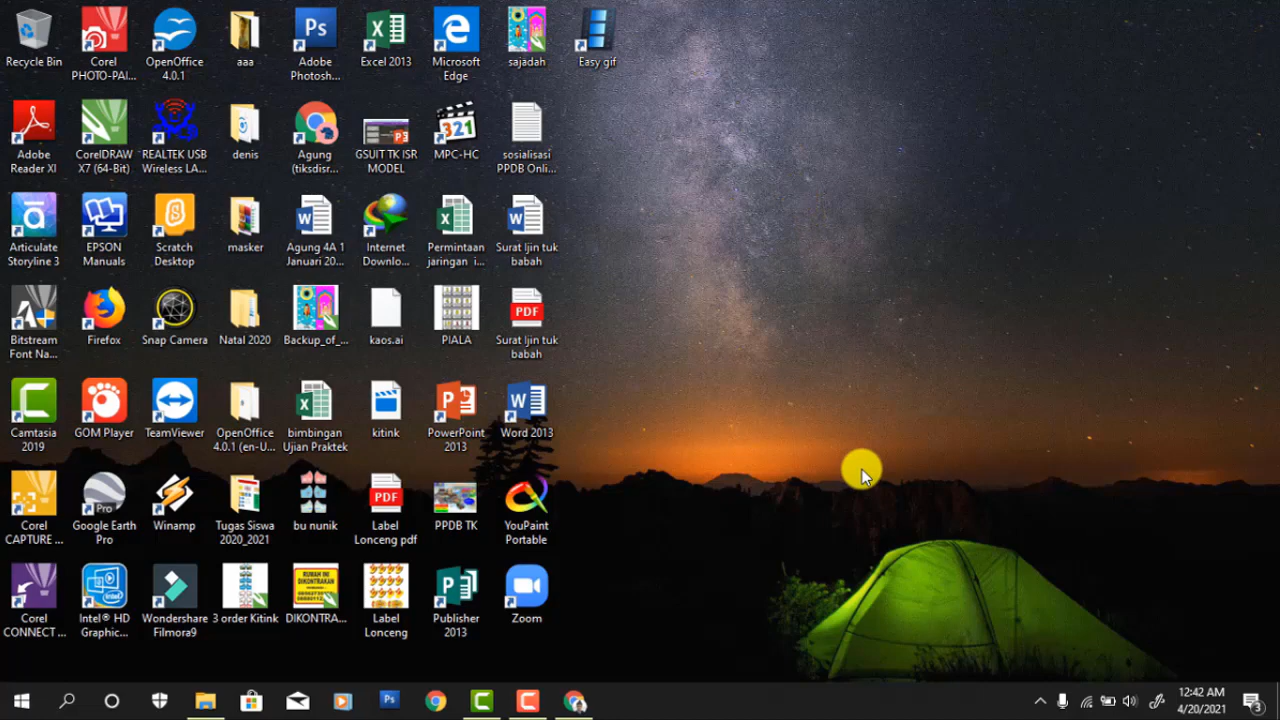 Recycle Bin
Corel PHOTO-PAI...
OpenOffice 4.0.1
aaa
Adobe Photosh...
Excel 2013
Microsoft Edge
sajadah
Easy gif
Adobe Reader XI
CorelDRAW X7 (64-Bit)
REALTEK USB Wireless LA...
denis
Agung (tiksdisr...
GSUIT TK ISR MODEL
MPC-HC
sosialisasi PPDB Onli...
Articulate Storyline 3
EPSON Manuals
Scratch Desktop
masker
Agung 4A 1 Januari 20...
Internet Downlo...
Permintaan jaringan i...
Surat Ijin tuk babah
Bitstream Font Na...
Firefox
Snap Camera
Natal 2020
Backup_of_...
kaos.ai
PIALA
Surat Ijin tuk babah
Camtasia 2019
GOM Player
TeamViewer
OpenOffice 4.0.1 (en-U...
bimbingan Ujian Praktek
kitink
PowerPoint 2013
Word 2013
Corel CAPTURE ...
Google Earth Pro
Winamp
Tugas Siswa 2020_2021
bu nunik
Label Lonceng pdf
PPDB TK
YouPaint Portable
Corel CONNECT ...
Intel® HD Graphic...
Wondershare Filmora9
3 order Kitink
DIKONTRA...
Label Lonceng
Publisher 2013
Zoom
12:42 AM
4/20/2021
3